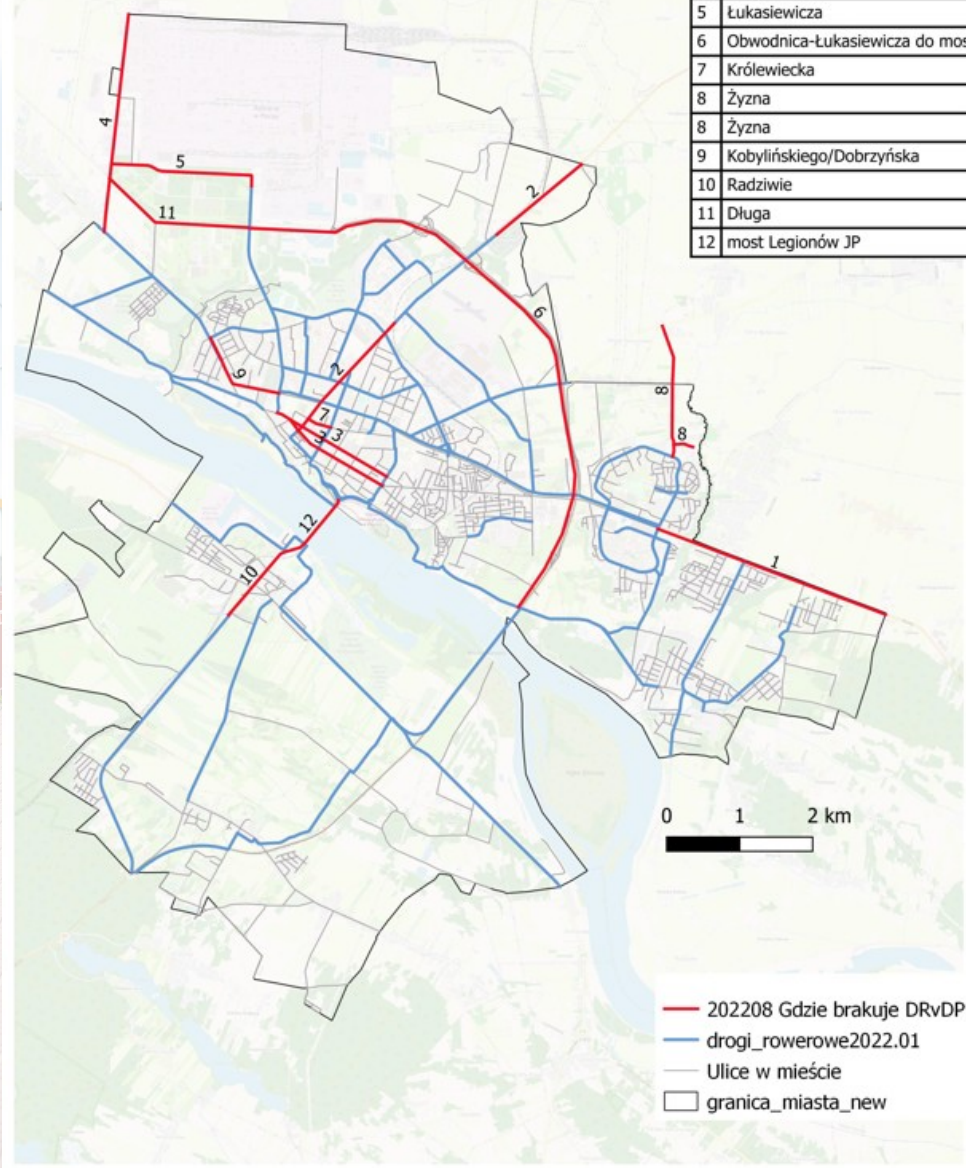 5 Łukasiewicza
6 Obwodnica-Łukasiewicza do mos
7 Królewiecka
8 Żyzna
8 Żyzna
9 Kobylińskiego/Dobrzyńska
10 Radziwie
11 Długa
12 most Legionów JP
4
5
2
11
6
2
9
7
3 3
8
8
12
10
1
0 1 2 km
202208 Gdzie brakuje DRvDP
drogi_rowerowe2022.01
Ulice w mieście
granica_miasta_new